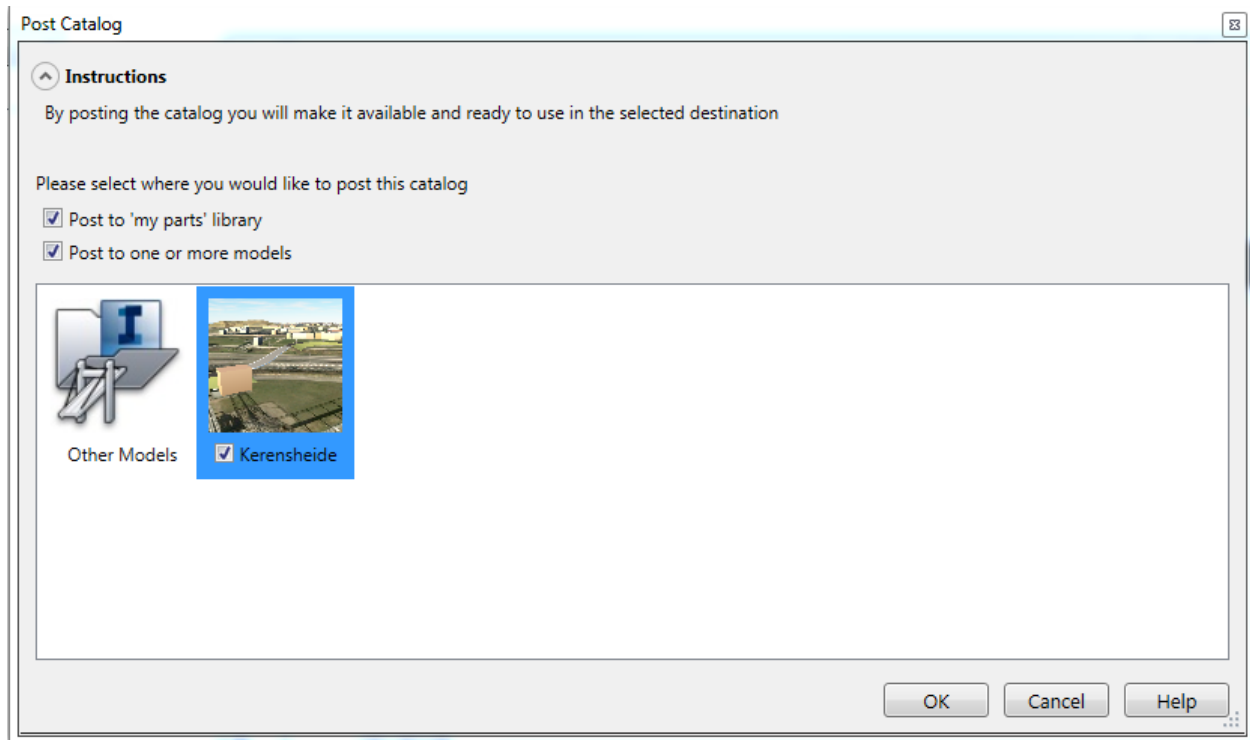 Post Catalog
Instructions
By posting the catalog you will make it available and ready to use in the selected destination
Please select where you would like to post this catalog
Post to 'my parts' library
Post to one or more models
I
Other Models
Kerensheide
OK
Cancel
Help